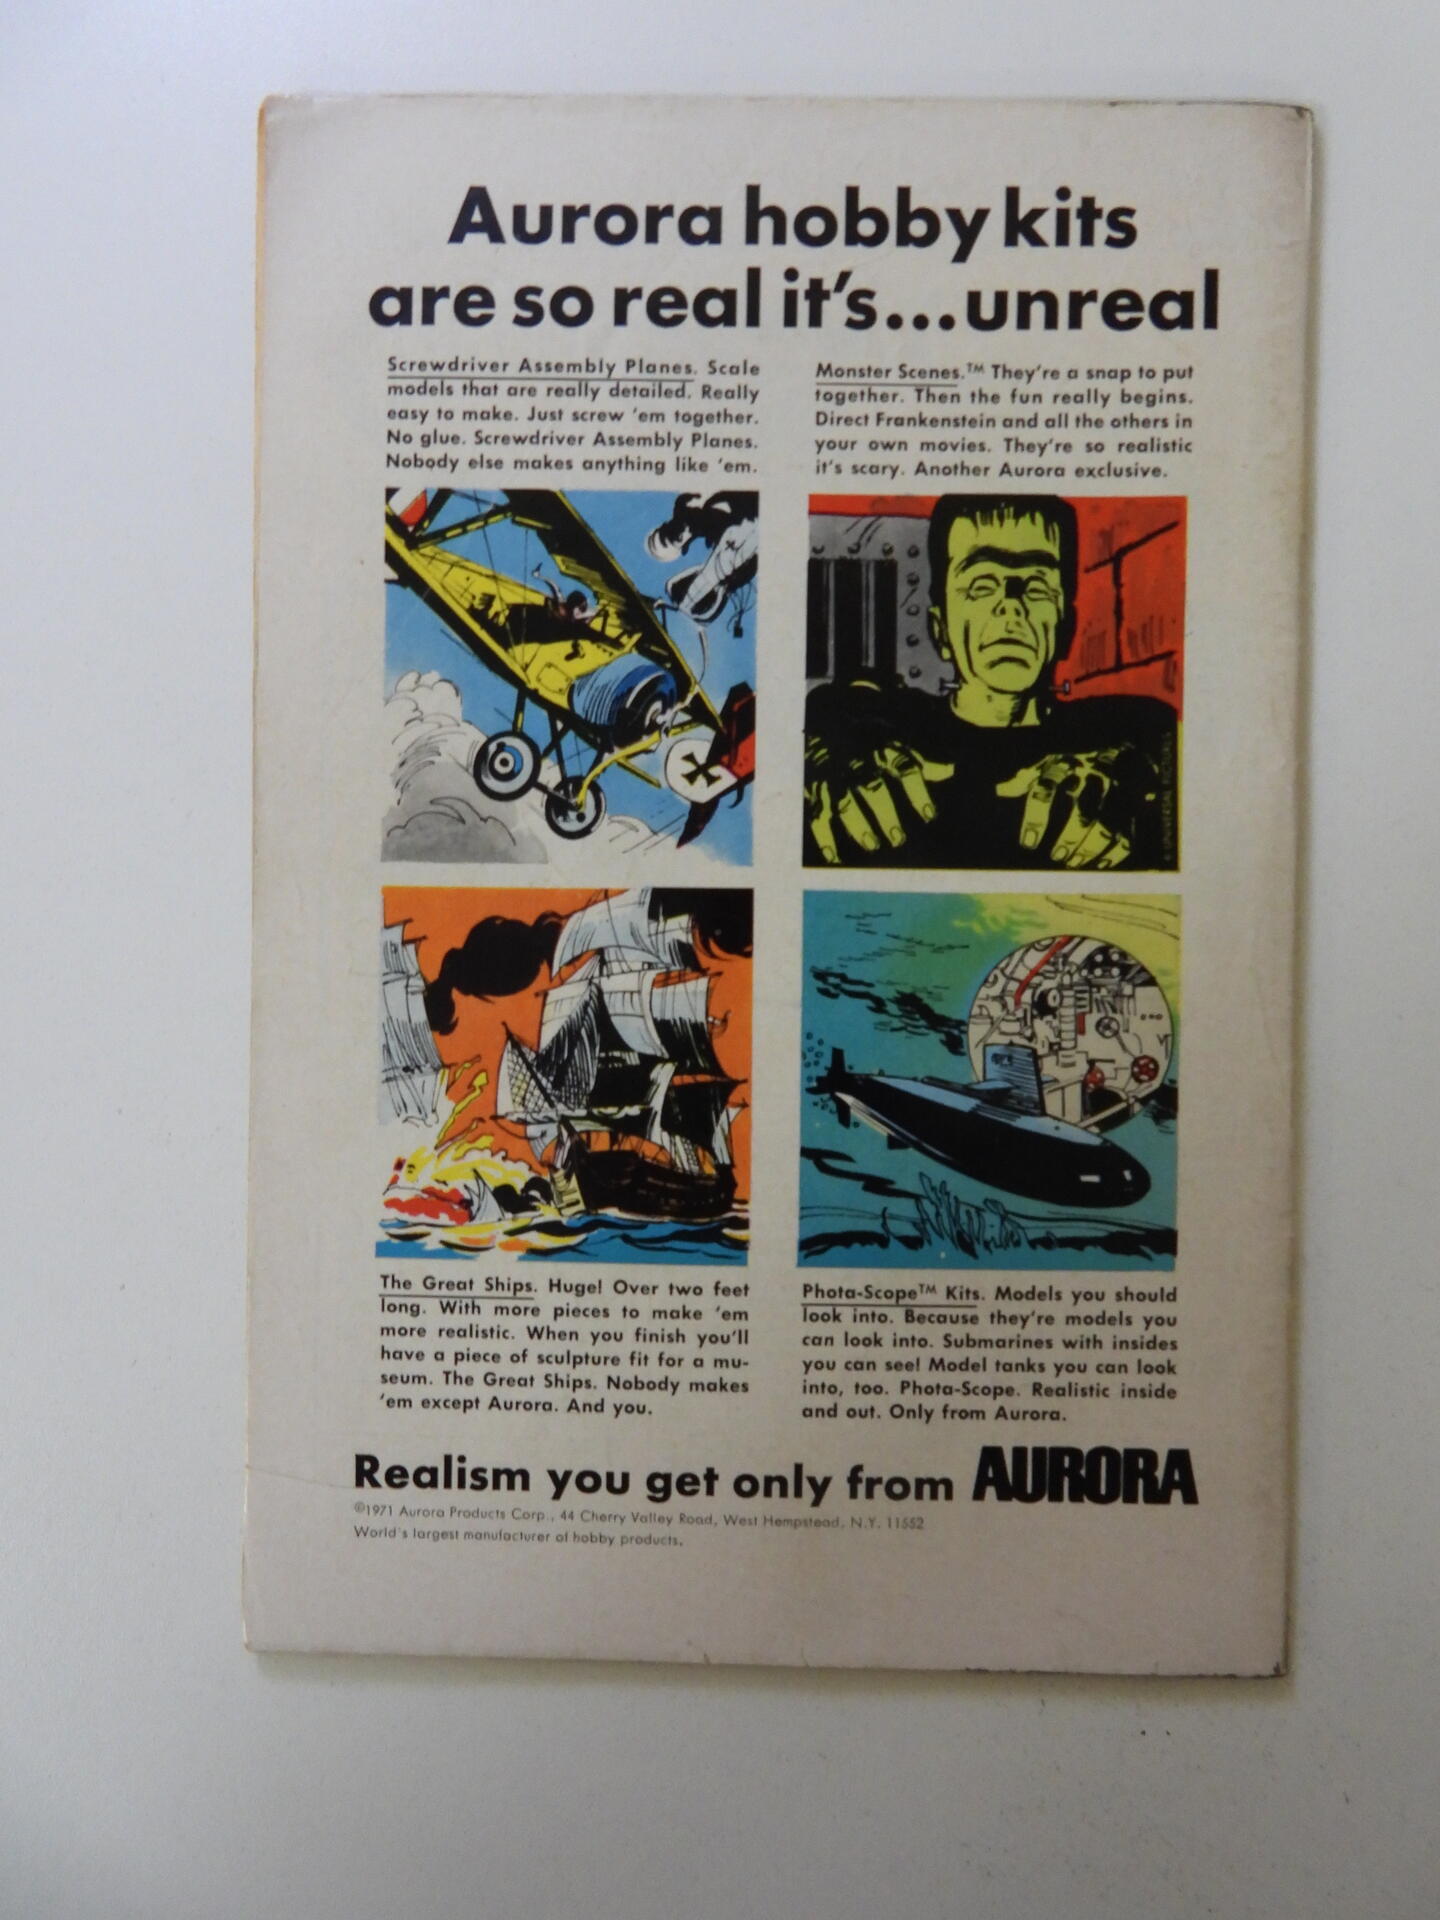 Aurora hobby kits
are so real it's...unreal
Screwdriver Assembly Planes. Scale
models that are really detailed. Really
easy to make. Just screw 'em together.
No glue. Screwdriver Assembly Planes.
Nobody else makes anything like 'em.
Monster Scenes.™ They're a snap to put
together. Then the fun really begins.
Direct Frankenstein and all the others in
your own movies. They're so realistic
it's scary. Another Aurora exclusive.
© UNIVERSAL PICTURES
The Great Ships. Huge! Over two feet
long. With more pieces to make 'em
more realistic. When you finish you'll
have a piece of sculpture fit for a mu-
seum. The Great Ships. Nobody makes
'em except Aurora. And you.
Phota-Scope™ Kits. Models you should
look into. Because they're models you
can look into. Submarines with insides
you can see! Model tanks you can look
into, too. Phota-Scope. Realistic inside
and out. Only from Aurora.
Realism you get only from AURORA
©1971 Aurora Products Corp., 44 Cherry Valley Road, West Hempstead, N.Y. 11552
World's largest manufacturer of hobby products.